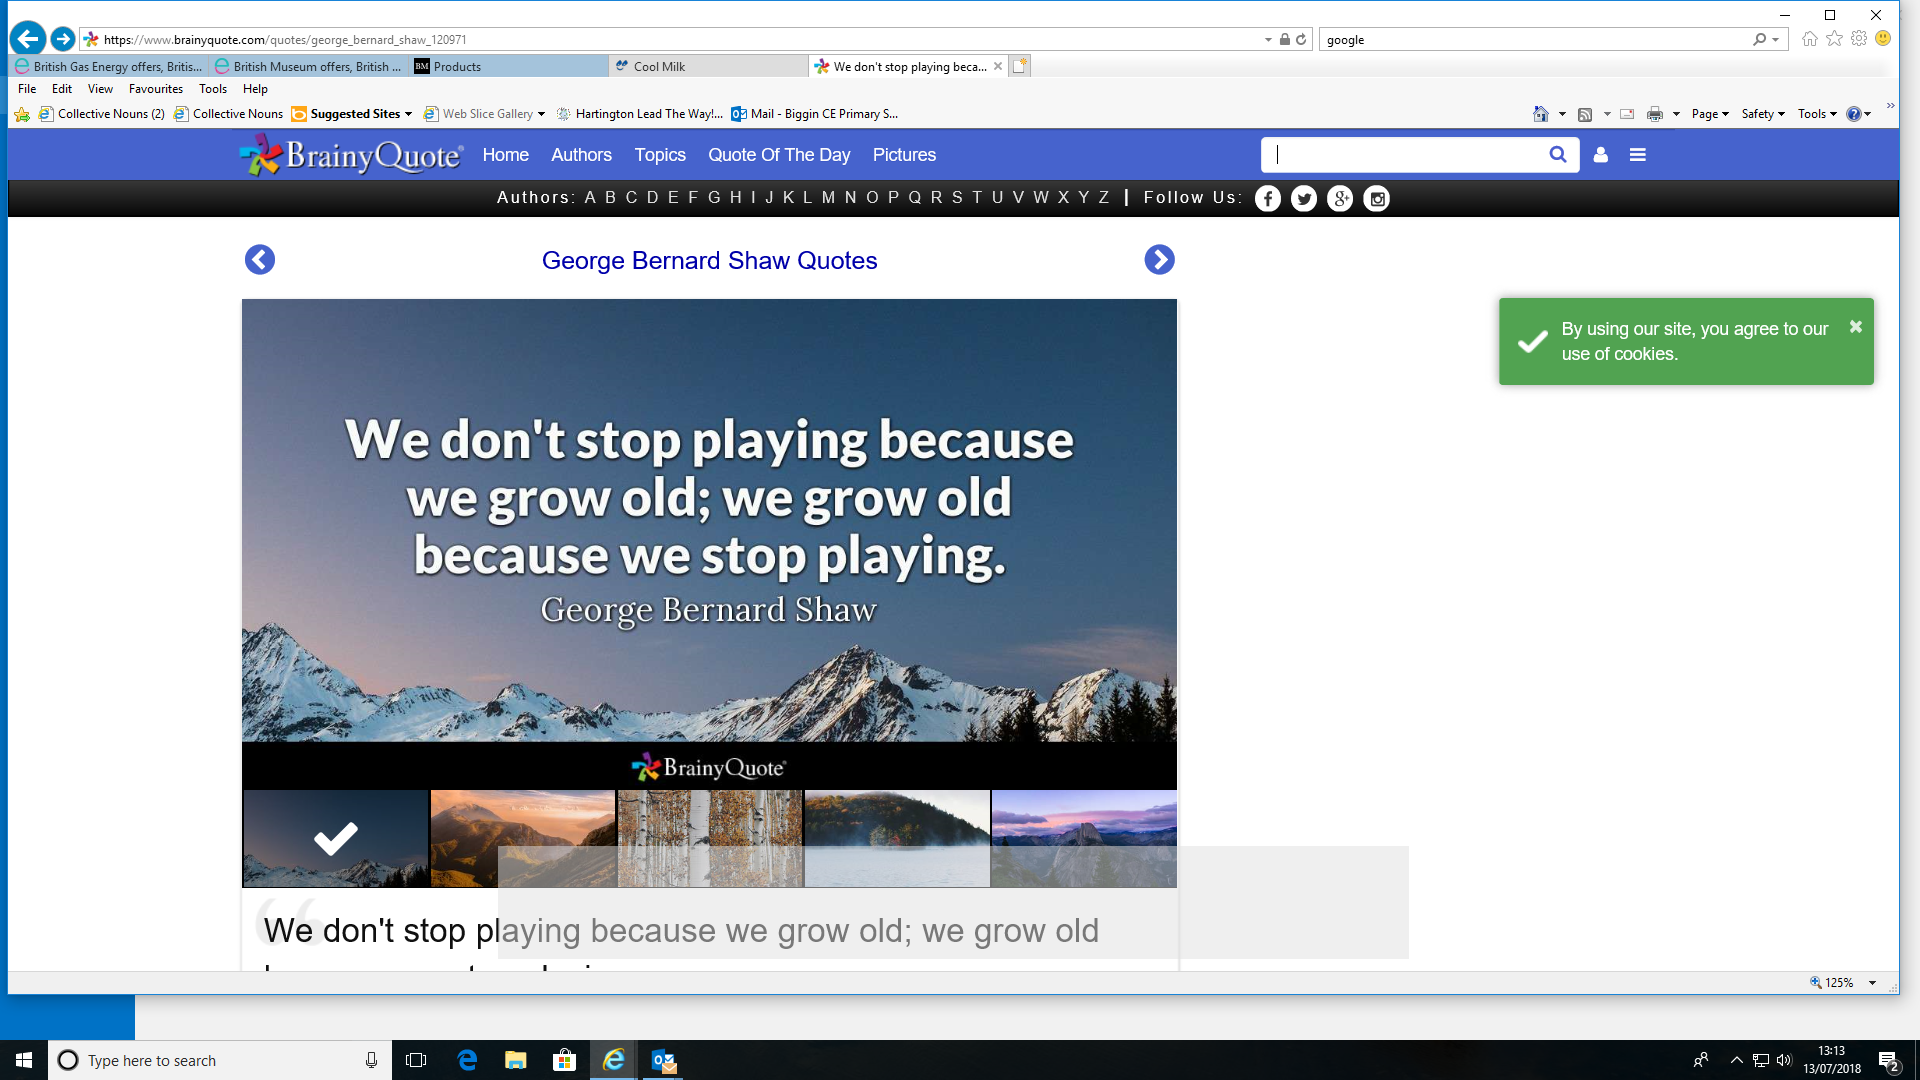 https://www.brainyquote.com/quotes/george_bernard_shaw_120971
google
British Gas Energy offers, Britis...
British Museum offers, British ...
BM Products
Cool Milk
We don't stop playing beca...
File Edit View Favourites Tools Help
Collective Nouns (2)
Collective Nouns
Suggested Sites
Web Slice Gallery
Hartington Lead The Way!...
Mail - Biggin CE Primary S...
Page Safety Tools
BrainyQuote Home Authors Topics Quote Of The Day Pictures
Authors: A B C D E F G H I J K L M N O P Q R S T U V W X Y Z | Follow Us:
George Bernard Shaw Quotes
By using our site, you agree to our
use of cookies.
We don't stop playing because
we grow old; we grow old
because we stop playing.
George Bernard Shaw
BrainyQuote
We don't stop playing because we grow old; we grow old
125%
Type here to search
13:13
13/07/2018
2